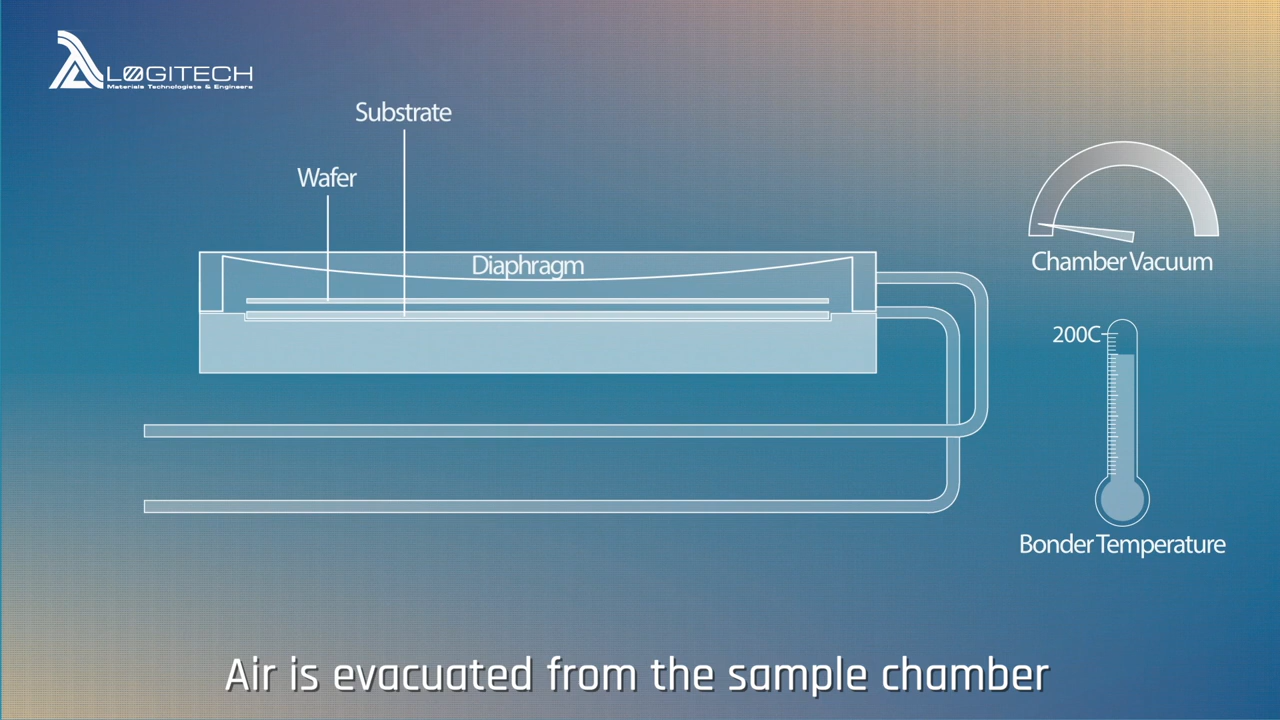 LOGITECH
Materials Technologists & Engineers
Substrate
Wafer
Diaphragm
Chamber Vacuum
200C
Bonder Temperature
Air is evacuated from the sample chamber